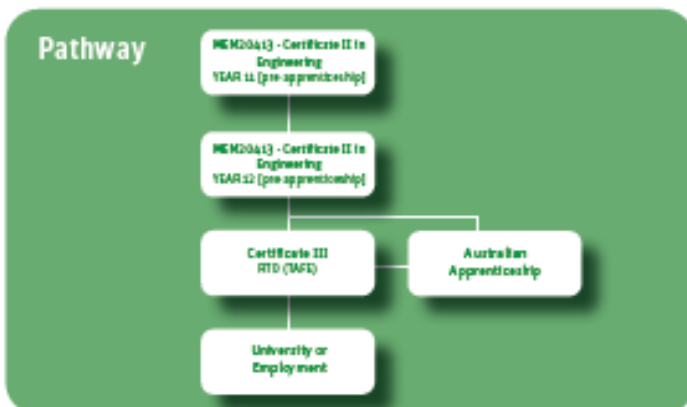 Pathway
MEM20413 - Certificate II in
Engineering
YEAR 11 [pre-apprenticeship]
MEM20413 - Certificate II in
Engineering
YEAR 12 [pre-apprenticeship]
Certificate III
RTO (TAFE)
Australian
Apprenticeship
University or
Employment